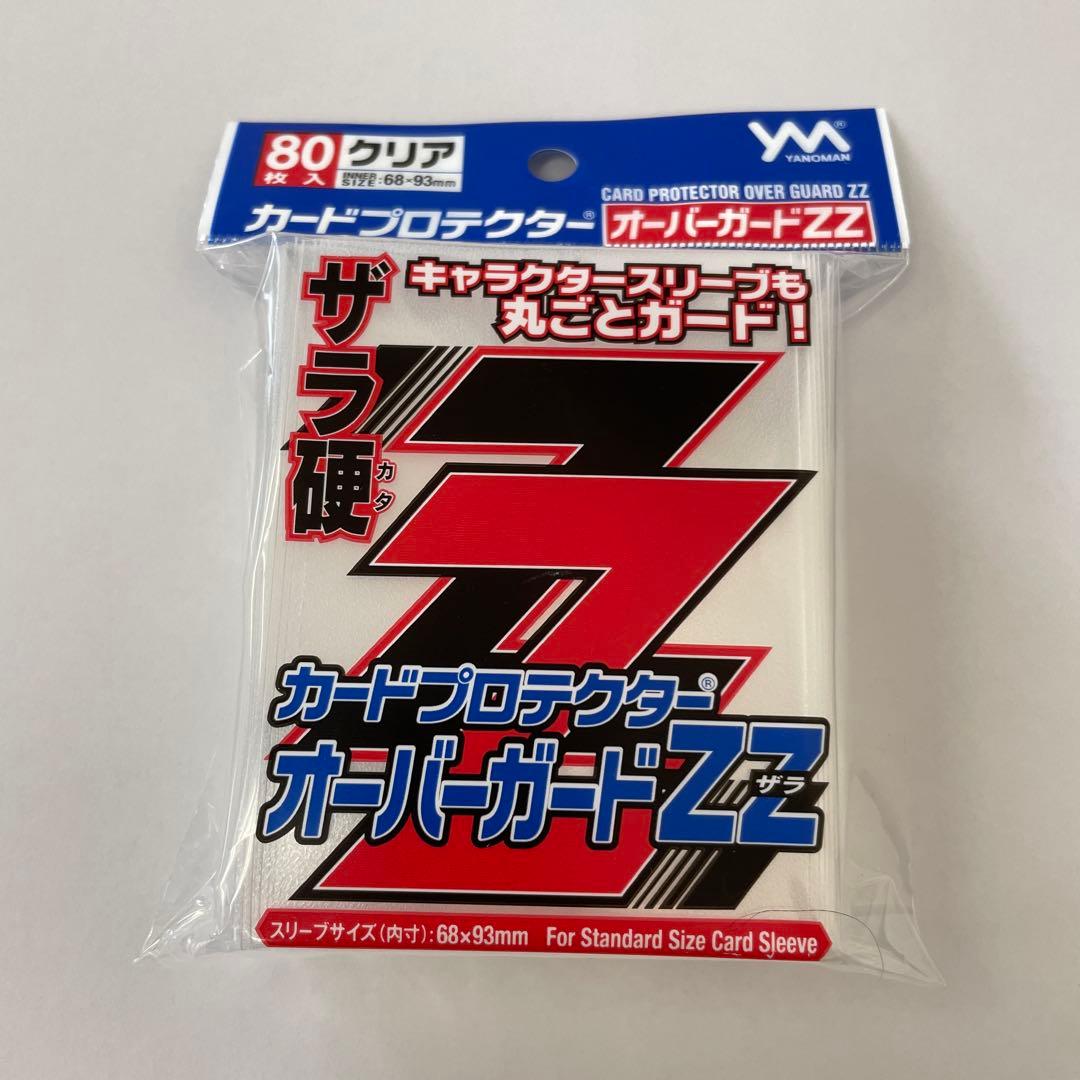 80
枚入
クリア
INNER SIZE:68×93mm
YM®
YANOMAN
CARD PROTECTOR OVER GUARD ZZ
カードプロテクター®
オーバーガードZZ
ザラ硬
カタ
キャラクタースリーブも
丸ごとガード！
カードプロテクター®
オーバーガードZZ
ザラ
スリーブサイズ(内寸):68×93mm For Standard Size Card Sleeve